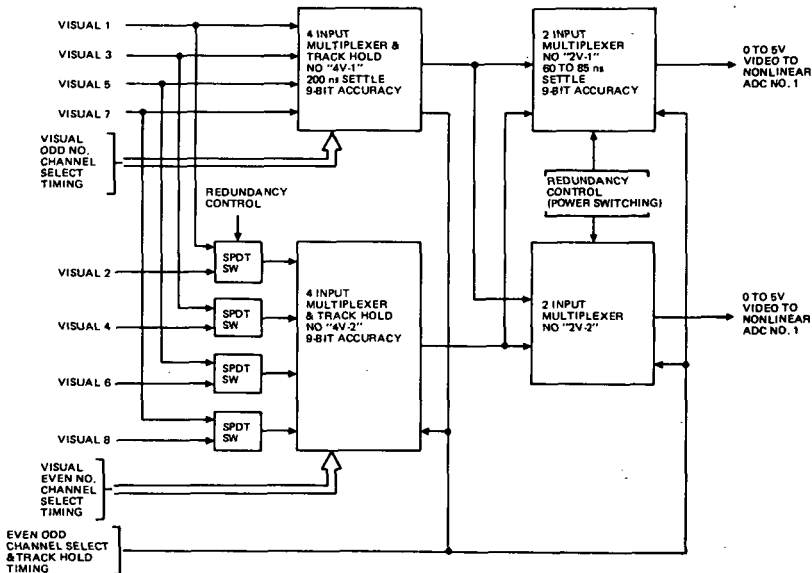 VISUAL 1
VISUAL 3
VISUAL 5
VISUAL 7
VISUAL
ODD NO.
CHANNEL
SELECT
TIMING
4 INPUT
MULTIPLEXER &
TRACK HOLD
NO "4V-1"
200 ns SETTLE
9-BIT ACCURACY
2 INPUT
MULTIPLEXER
NO "2V-1"
60 TO 85 ns
SETTLE
9-BIT ACCURACY
0 TO 5V
VIDEO TO
NONLINEAR
ADC NO. 1
REDUNDANCY
CONTROL
REDUNDANCY
CONTROL
(POWER SWITCHING)
VISUAL 2
SPDT
SW
VISUAL 4
SPDT
SW
VISUAL 6
SPDT
SW
VISUAL 8
SPDT
SW
4 INPUT
MULTIPLEXER
& TRACK HOLD
NO "4V-2"
9-BIT ACCURACY
2 INPUT
MULTIPLEXER
NO "2V-2"
0 TO 5V
VIDEO TO
NONLINEAR
ADC NO. 1
VISUAL
EVEN NO.
CHANNEL
SELECT
TIMING
EVEN ODD
CHANNEL SELECT
& TRACK HOLD
TIMING